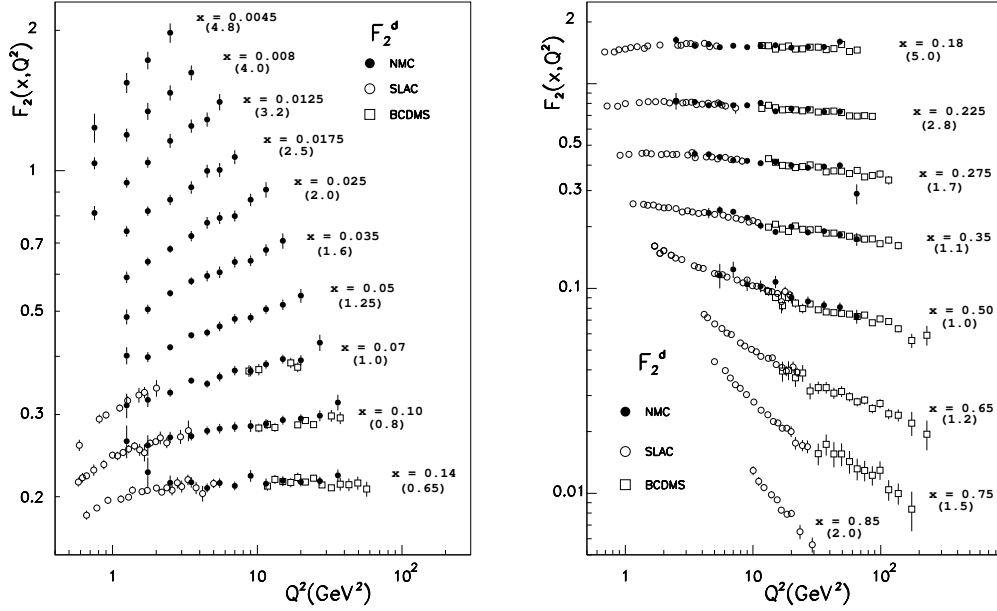 F₂(x,Q²)
2
1
0.7
0.5
0.4
0.3
0.2
1
10
10²
Q²(GeV²)
F₂ᵈ
NMC
SLAC
BCDMS
x = 0.0045
(4.8)
x = 0.008
(4.0)
x = 0.0125
(3.2)
x = 0.0175
(2.5)
x = 0.025
(2.0)
x = 0.035
(1.6)
x = 0.05
(1.25)
x = 0.07
(1.0)
x = 0.10
(0.8)
x = 0.14
(0.65)
F₂(x,Q²)
2
1
0.5
0.3
0.1
0.01
1
10
10²
Q²(GeV²)
x = 0.18
(5.0)
x = 0.225
(2.8)
x = 0.275
(1.7)
x = 0.35
(1.1)
x = 0.50
(1.0)
F₂ᵈ
NMC
SLAC
BCDMS
x = 0.65
(1.2)
x = 0.75
(1.5)
x = 0.85
(2.0)